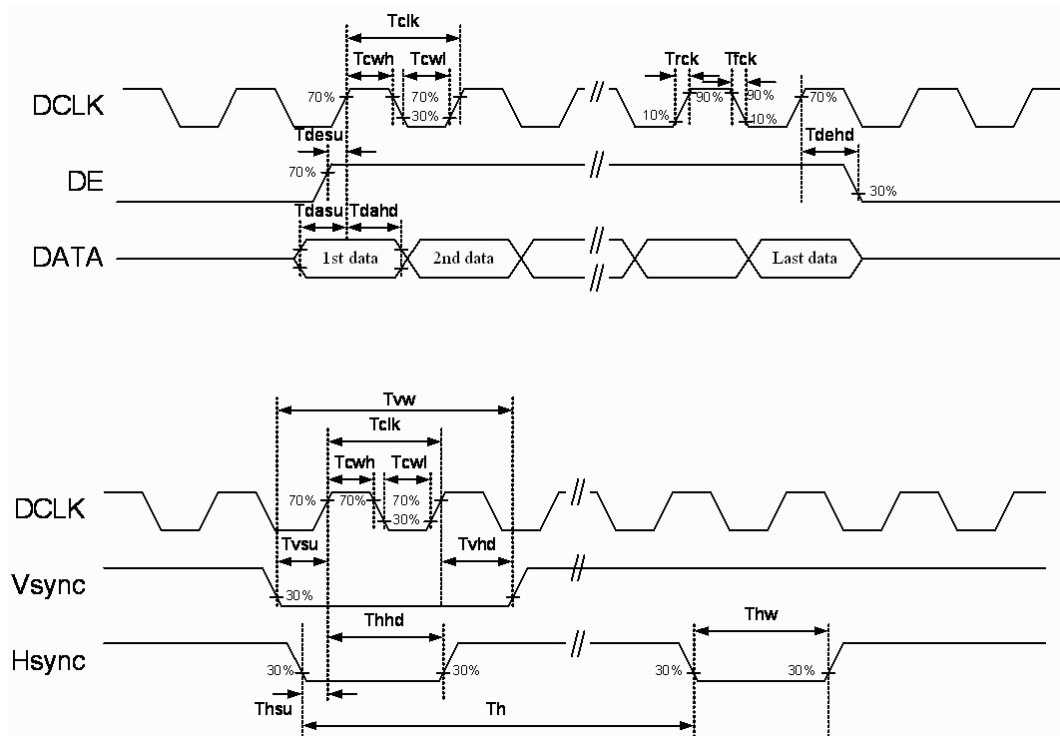 Tclk
Tcwh Tcwl Trck Tfck
DCLK 70% 70% 30% 10% 90% 90% 10% 70%
Tdesu Tdehd
DE 70% 30%
Tdasu Tdahd
DATA 1st data 2nd data Last data
Tvw
Tclk
Tcwh Tcwl
DCLK 70% 70% 70% 30%
Tvsu Tvhd
Vsync 30%
Thhd Thw
Hsync 30% 30% 30% 30%
Thsu Th